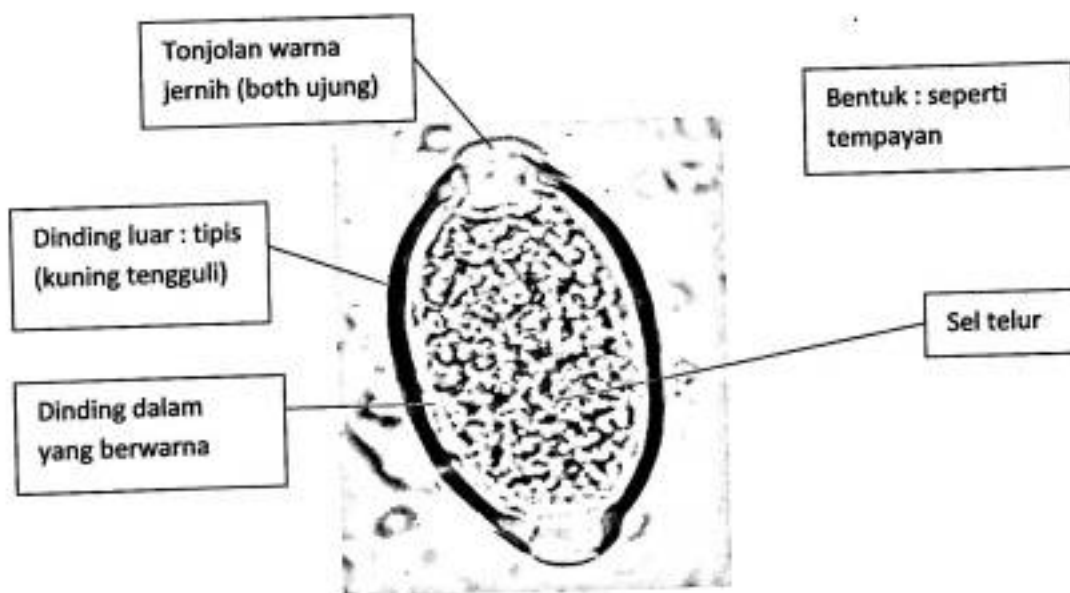 Tonjolan warna
jernih (both ujung)
Bentuk : seperti
tempayan
Dinding luar : tipis
(kuning tengguli)
Sel telur
Dinding dalam
yang berwarna